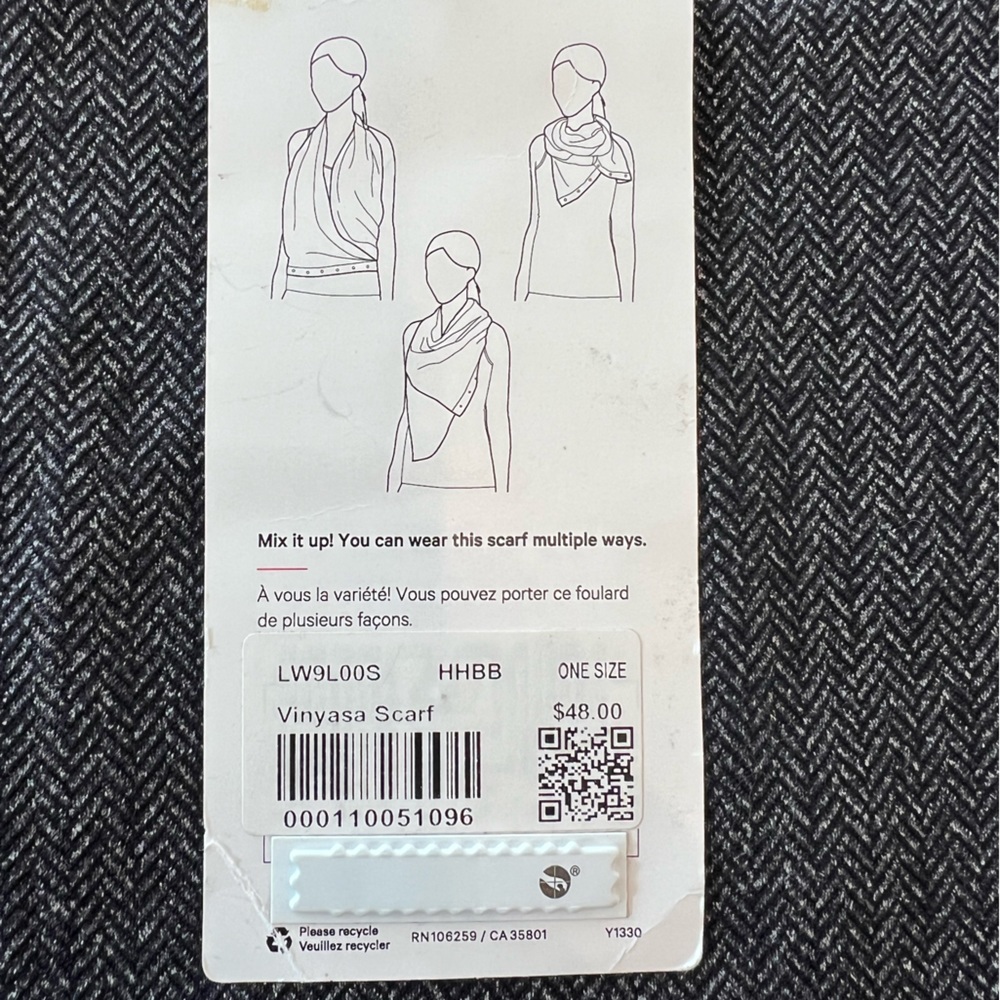 Mix it up! You can wear this scarf multiple ways.
À vous la variété! Vous pouvez porter ce foulard
de plusieurs façons.
LW9L00S HHBB ONE SIZE
Vinyasa Scarf $48.00
000110051096
®
Please recycle
Veuillez recycler
RN106259 / CA35801
Y1330